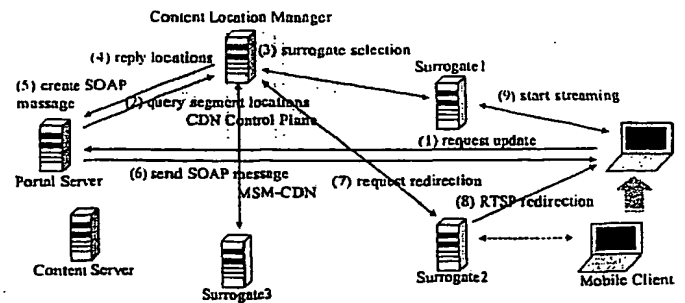 Content Location Manager
(4) reply locations
(3) surrogate selection
Surrogate1
(5) create SOAP
message
(2) query segment locations
(9) start streaming
CDN Control Plane
(1) request update
Portal Server
(6) send SOAP message
(7) request redirection
MSM-CDN
(8) RTSP redirection
Content Server
Surrogate3
Surrogate2
Mobile Client